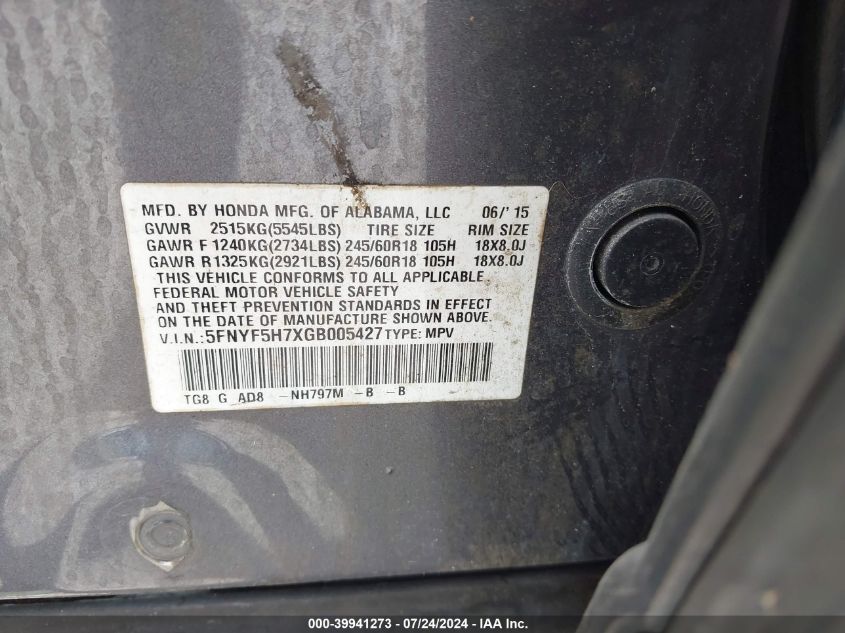 MFD. BY HONDA MFG. OF ALABAMA, LLC 06/'15
GVWR 2515KG(5545LBS) TIRE SIZE RIM SIZE
GAWR F 1240KG(2734LBS) 245/60R18 105H 18X8.0J
GAWR R1325KG(2921LBS) 245/60R18 105H 18X8.0J
THIS VEHICLE CONFORMS TO ALL APPLICABLE
FEDERAL MOTOR VEHICLE SAFETY
AND THEFT PREVENTION STANDARDS IN EFFECT
ON THE DATE OF MANUFACTURE SHOWN ABOVE.
V.I.N.:5FNYF5H7XGB005427 TYPE: MPV
TG8 G AD8 -NH797M -B -B
000-39941273 - 07/24/2024 - IAA Inc.